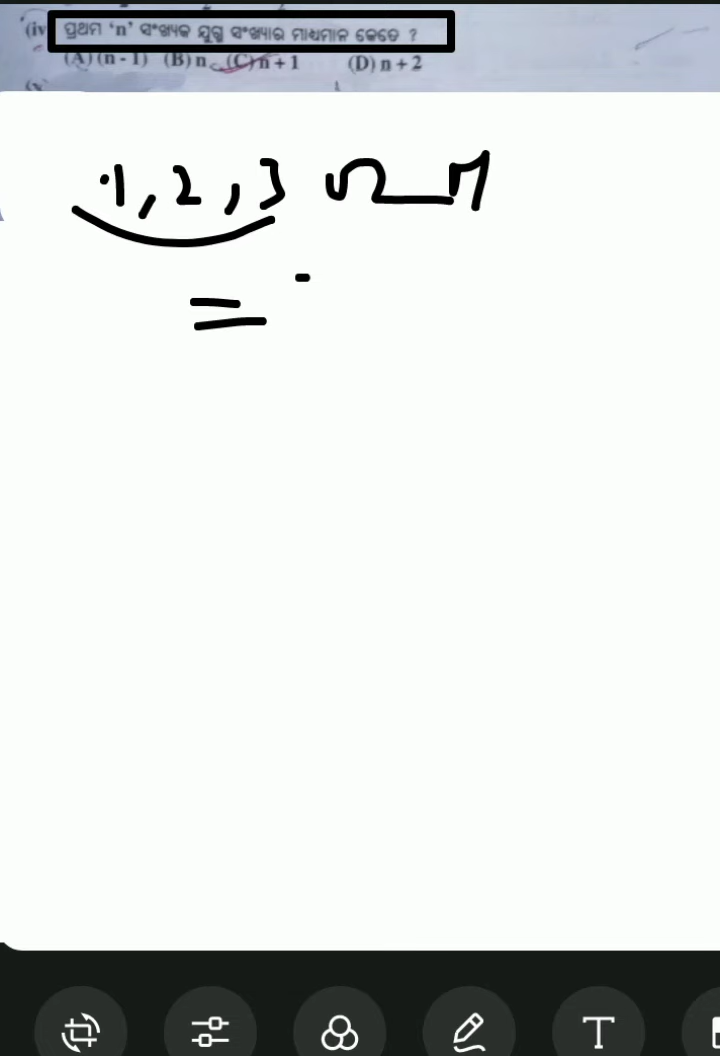 (iv ପ୍ରଥମ ‘n’ ସଂଖ୍ୟକ ଯୁଗ୍ମ ସଂଖ୍ୟାର ମାଧ୍ୟମାନ କେତେ ?
(A) (n - 1) (B) n (C) n + 1 (D) n + 2
1, 2, 3
=
T